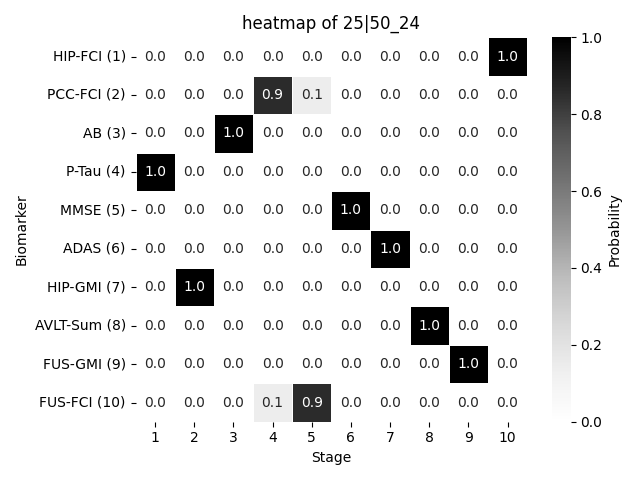 heatmap of 25|50_24
HIP-FCI (1) 0.0 0.0 0.0 0.0 0.0 0.0 0.0 0.0 0.0 1.0
PCC-FCI (2) 0.0 0.0 0.0 0.9 0.1 0.0 0.0 0.0 0.0 0.0
AB (3) 0.0 0.0 1.0 0.0 0.0 0.0 0.0 0.0 0.0 0.0
P-Tau (4) 1.0 0.0 0.0 0.0 0.0 0.0 0.0 0.0 0.0 0.0
MMSE (5) 0.0 0.0 0.0 0.0 0.0 1.0 0.0 0.0 0.0 0.0
ADAS (6) 0.0 0.0 0.0 0.0 0.0 0.0 1.0 0.0 0.0 0.0
HIP-GMI (7) 0.0 1.0 0.0 0.0 0.0 0.0 0.0 0.0 0.0 0.0
AVLT-Sum (8) 0.0 0.0 0.0 0.0 0.0 0.0 0.0 1.0 0.0 0.0
FUS-GMI (9) 0.0 0.0 0.0 0.0 0.0 0.0 0.0 0.0 1.0 0.0
FUS-FCI (10) 0.0 0.0 0.0 0.1 0.9 0.0 0.0 0.0 0.0 0.0
1 2 3 4 5 6 7 8 9 10
Stage
Biomarker
1.0
0.8
0.6
0.4
0.2
0.0
Probability